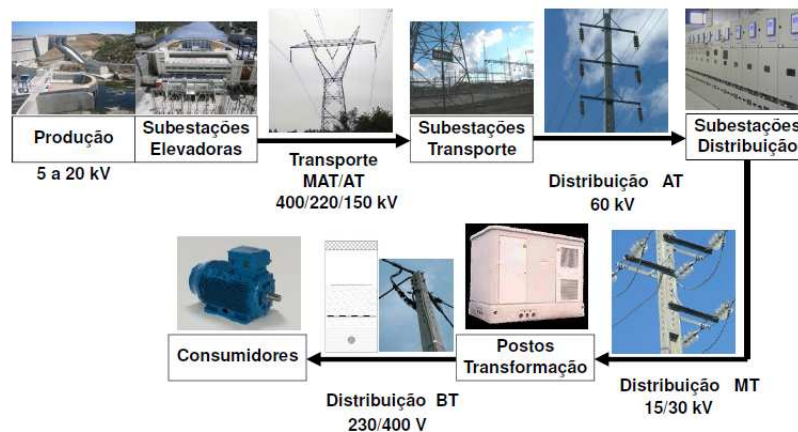 Produção
5 a 20 kV
Subestações
Elevadoras
Transporte
MAT/AT
400/220/150 kV
Subestações
Transporte
Distribuição AT
60 kV
Subestações
Distribuição
Distribuição MT
15/30 kV
Postos
Transformação
Distribuição BT
230/400 V
Consumidores